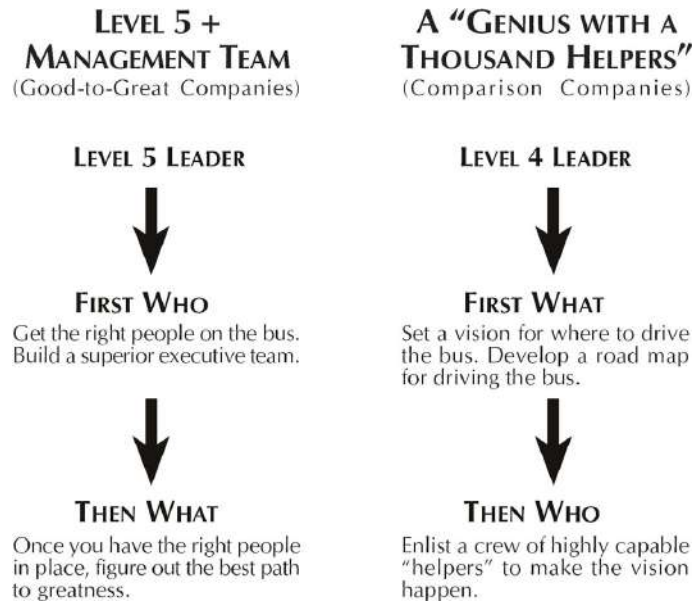 LEVEL 5 +
MANAGEMENT TEAM
(Good-to-Great Companies)
LEVEL 5 LEADER
FIRST WHO
Get the right people on the bus.
Build a superior executive team.
THEN WHAT
Once you have the right people
in place, figure out the best path
to greatness.
A “GENIUS WITH A
THOUSAND HELPERS”
(Comparison Companies)
LEVEL 4 LEADER
FIRST WHAT
Set a vision for where to drive
the bus. Develop a road map
for driving the bus.
THEN WHO
Enlist a crew of highly capable
“helpers” to make the vision
happen.